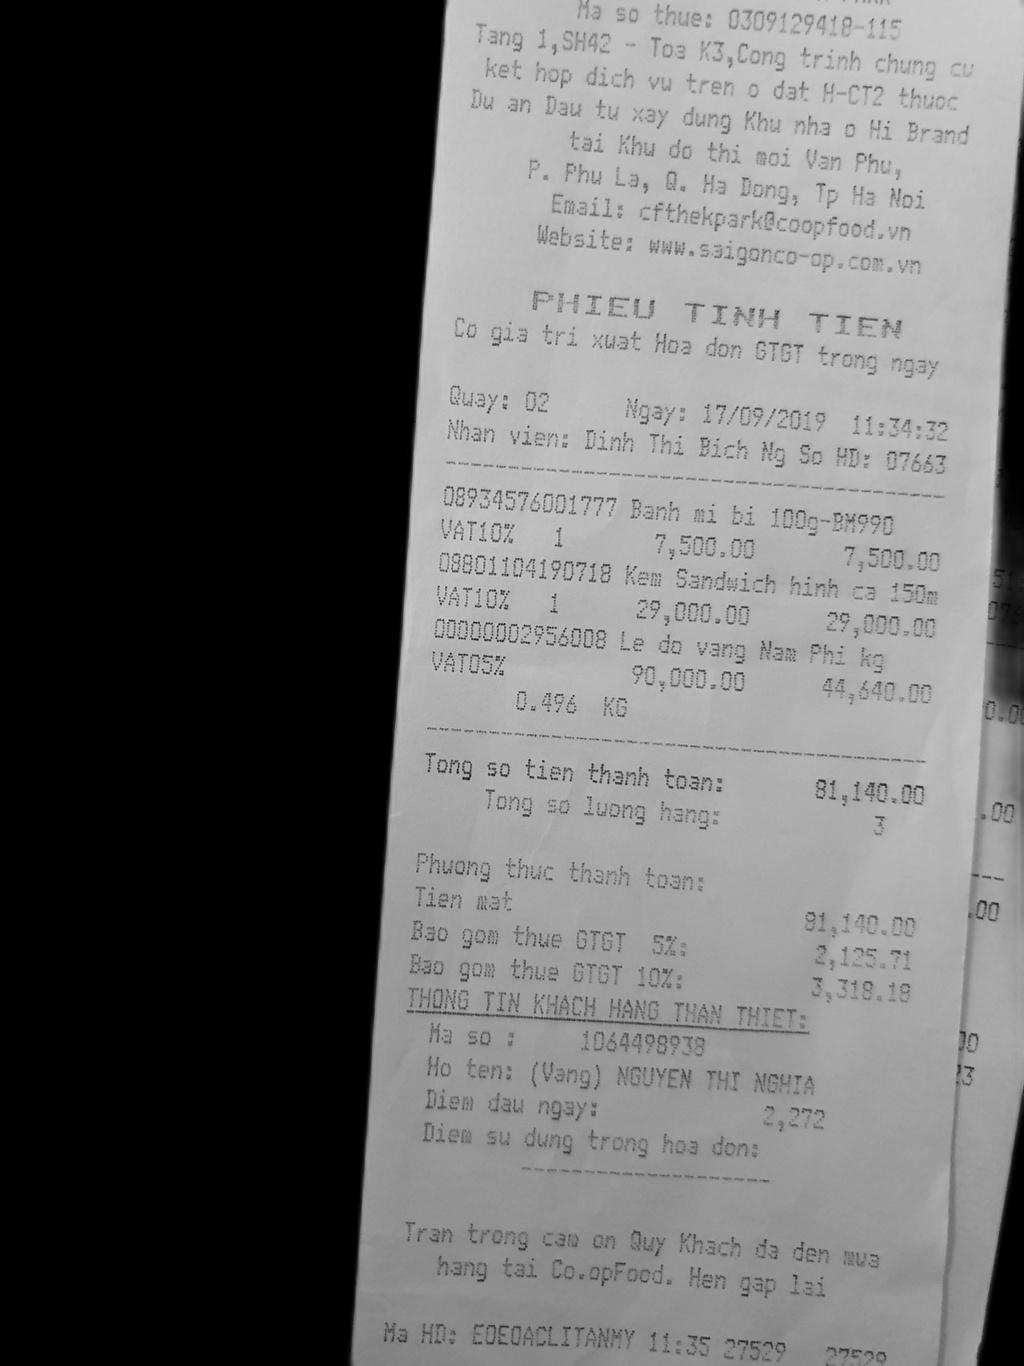 Ma so thue: 0309129418-115
Tang 1,SH42 - Toa K3,Cong trinh chung cu
ket hop dich vu tren o dat H-CT2 thuoc
Du an Dau tu xay dung Khu nha o Hi Brand
tai Khu do thi moi Van Phu,
P. Phu La, Q. Ha Dong, Tp Ha Noi
Email: cfthekpark@coopfood.vn
Website: www.saigonco-op.com.vn
PHIEU TINH TIEN
Co gia tri xuat Hoa don GTGT trong ngay
Quay: 02 Ngay: 17/09/2019 11:34:32
Nhan vien: Dinh Thi Bich Ng So HD: 07663
08934576001777 Banh mi bi 100g-BM990
VAT10% 1 7,500.00 7,500.00
08801104190718 Kem Sandwich hinh ca 150m
VAT10% 1 29,000.00 29,000.00
00000002956008 Le do vang Nam Phi kg
VAT05% 90,000.00 44,640.00
0.496 KG
Tong so tien thanh toan: 81,140.00
Tong so luong hang: 3
Phuong thuc thanh toan:
Tien mat 81,140.00
Bao gom thue GTGT 5%: 2,125.71
Bao gom thue GTGT 10%: 3,318.18
THONG TIN KHACH HANG THAN THIET:
Ma so : 1064498938
Ho ten: (Vang) NGUYEN THI NGHIA
Diem dau ngay: 2,272
Diem su dung trong hoa don:
Tran trong cam on Quy Khach da den mua
hang tai Co.opFood. Hen gap lai
Ma HD: EOEOACLITANMY 11:35 27529 27529